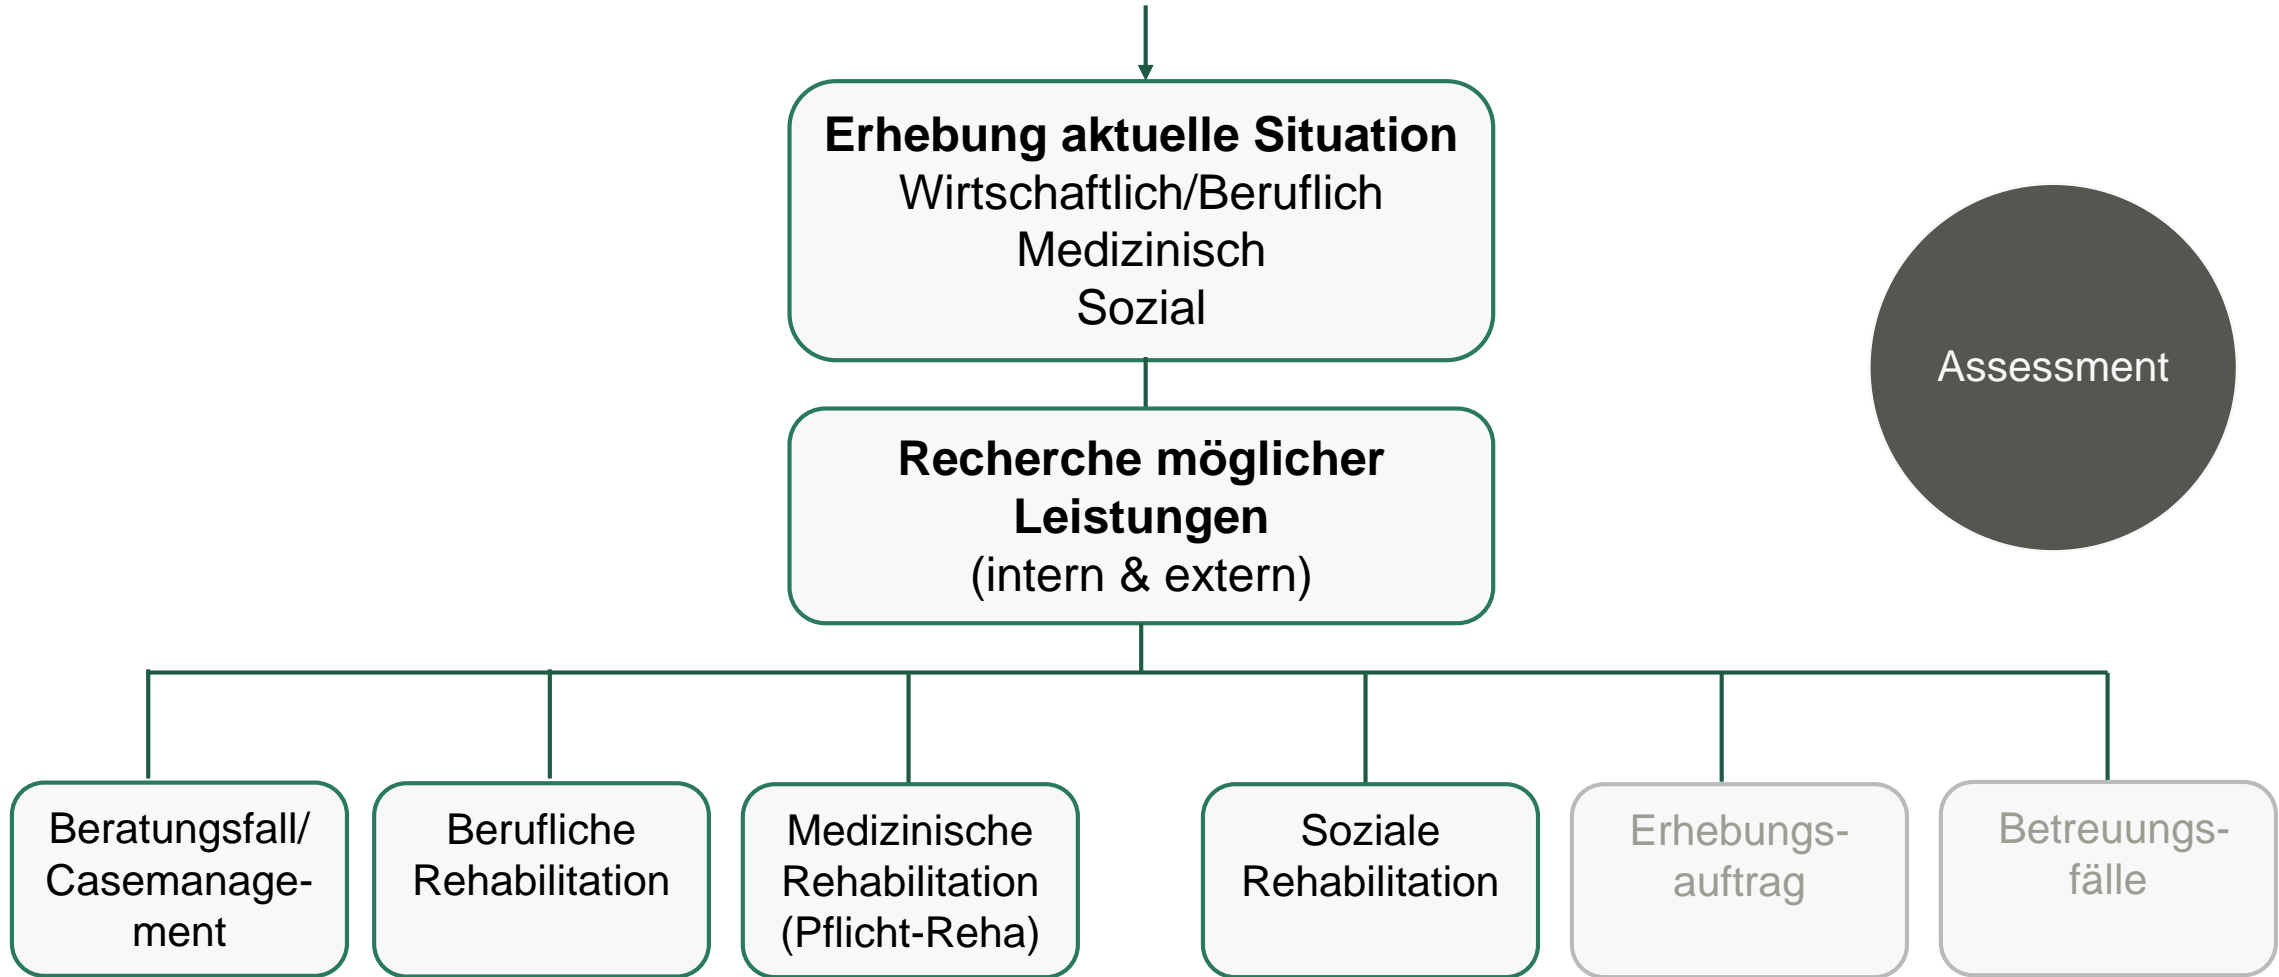 Erhebung aktuelle Situation
Wirtschaftlich/Beruflich
Medizinisch
Sozial
Assessment
Recherche möglicher
Leistungen
(intern & extern)
Beratungsfall/
Casemanage-
ment
Berufliche
Rehabilitation
Medizinische
Rehabilitation
(Pflicht-Reha)
Soziale
Rehabilitation
Erhebungs-
auftrag
Betreuungs-
fälle